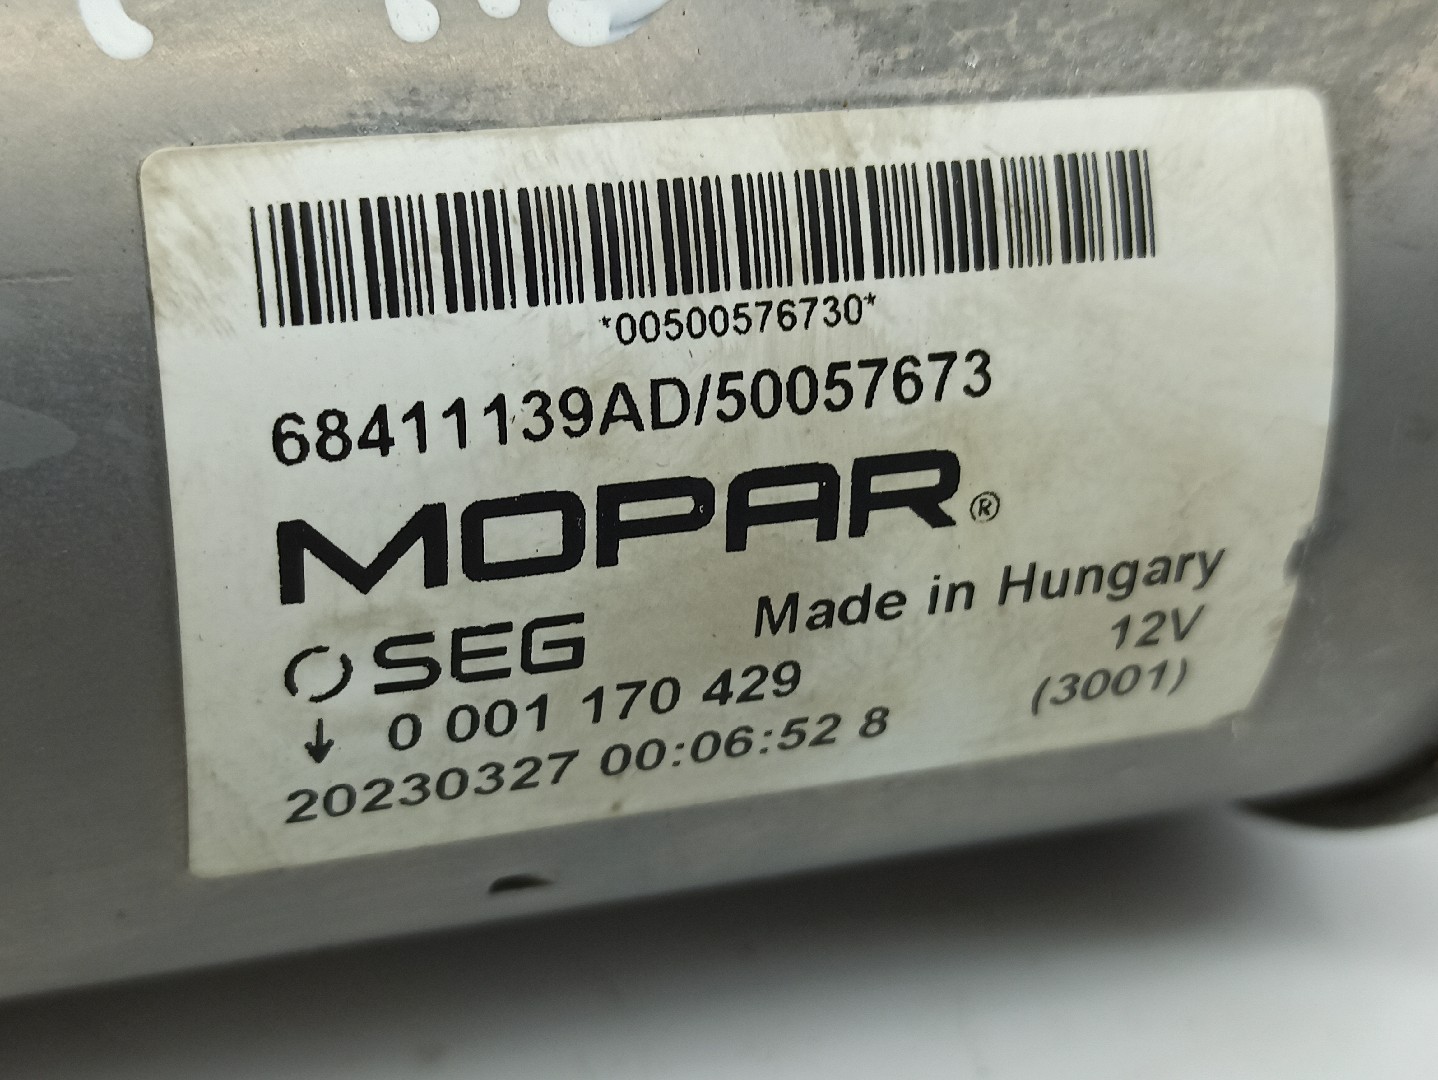 *00500576730*
68411139AD/50057673
MOPAR®
SEG Made in Hungary
↓ 0 001 170 429 12V
20230327 00:06:52 8 (3001)